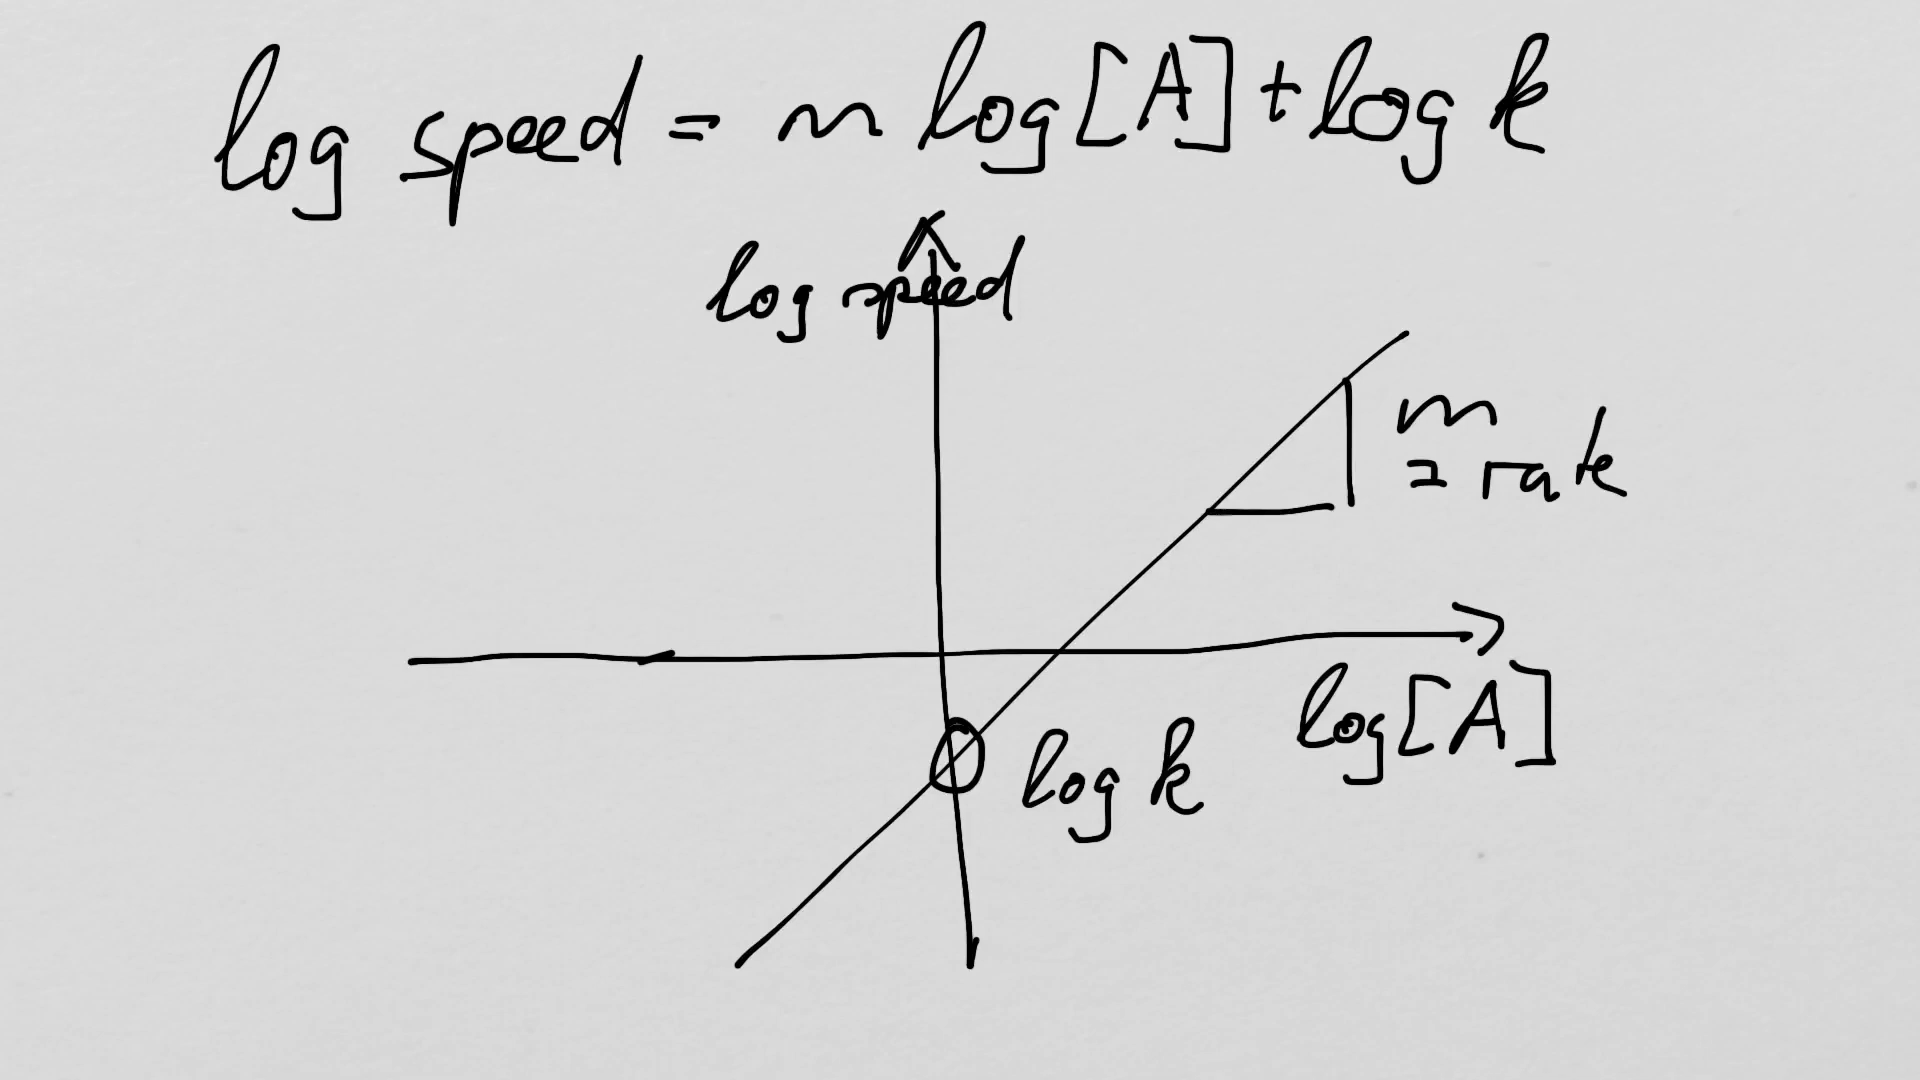 log speed = m log[A] + log k
log speed
m
= rate
log[A]
log k